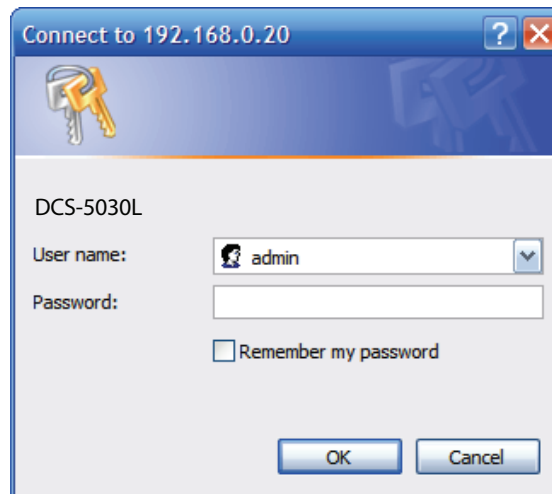 Connect to 192.168.0.20
DCS-5030L
User name: admin
Password:
Remember my password
OK Cancel